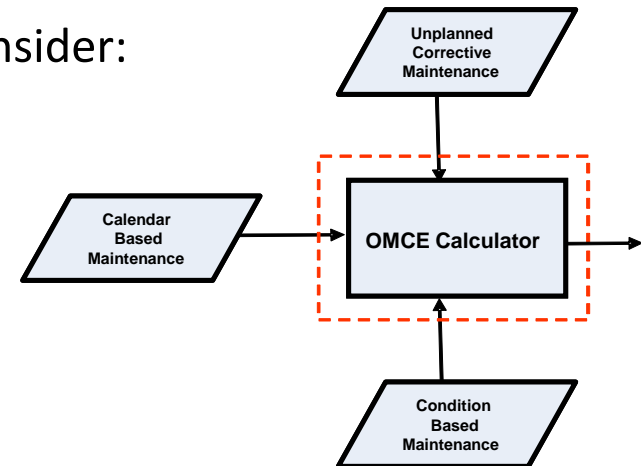 nsider:
Unplanned
Corrective
Maintenance
Calendar
Based
Maintenance
OMCE Calculator
Condition
Based
Maintenance